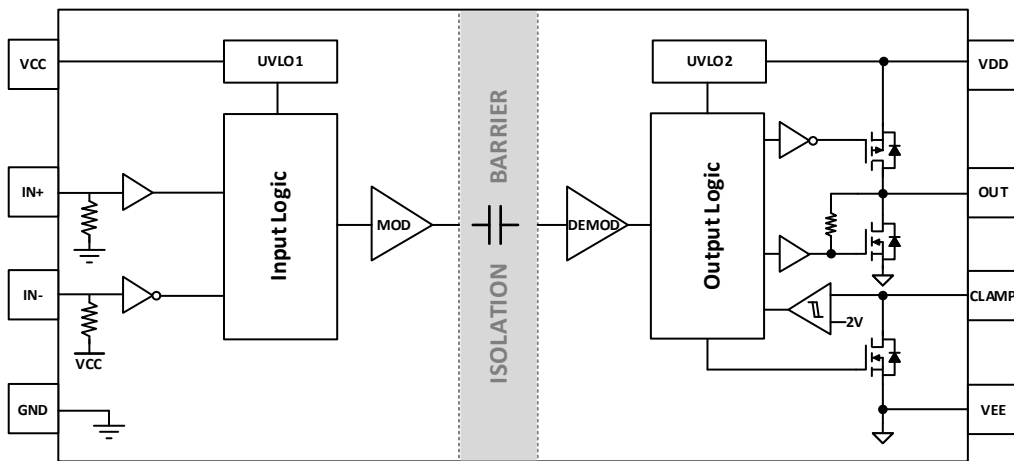 VCC
UVLO1
UVLO2
VDD
IN+
Input Logic
MOD
ISOLATION BARRIER
DEMOD
Output Logic
OUT
IN-
VCC
CLAMP
2V
GND
VEE